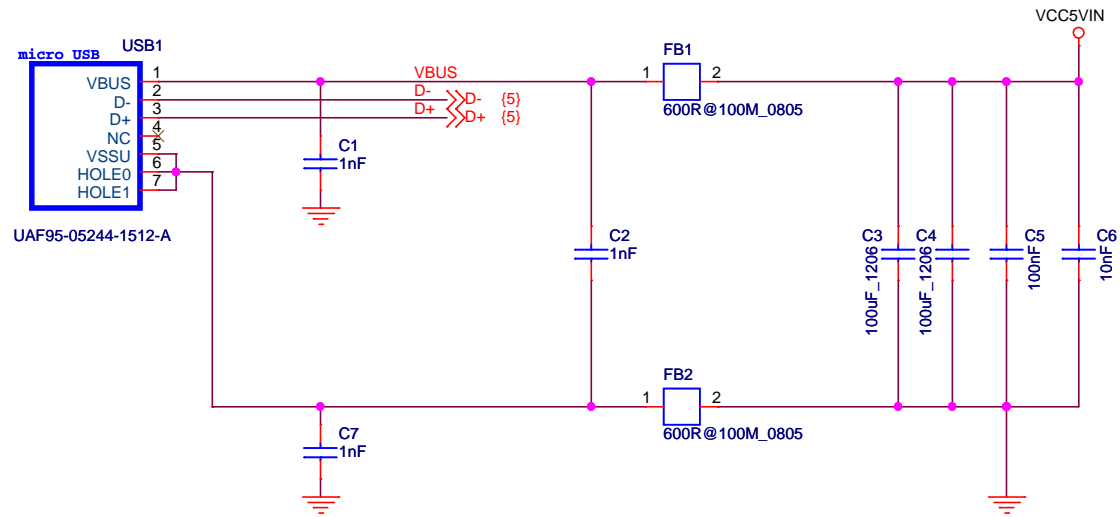 VCC5VIN
micro USB
USB1
FB1
VBUS 1
D- 2
D+ 3
NC 4
VSSU 5
HOLE0 6
HOLE1 7
VBUS
D-
D- {5}
D+
D+ {5}
1 2
600R@100M_0805
C1
1nF
UAF95-05244-1512-A
C2
1nF
C3
100uF_1206
C4
100uF_1206
C5
100nF
C6
10nF
FB2
1 2
600R@100M_0805
C7
1nF